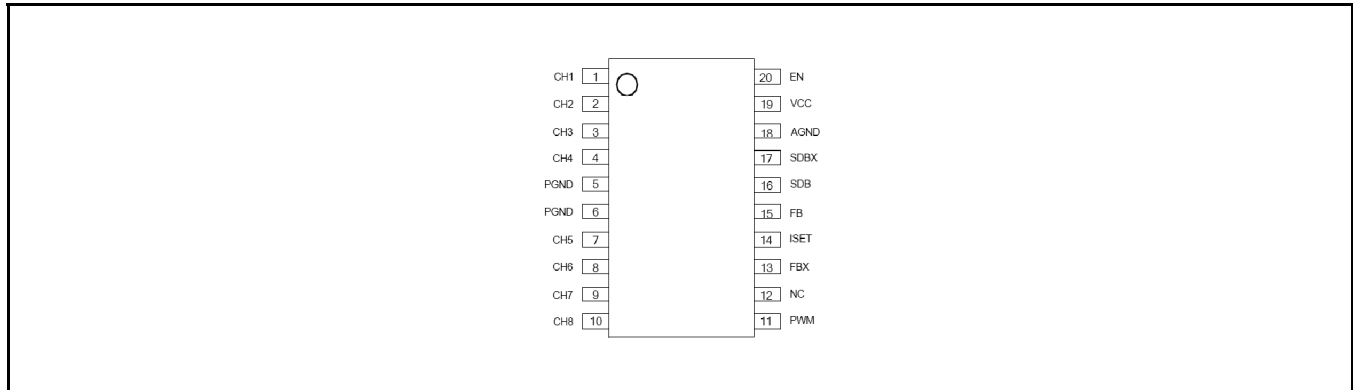 CH1 1 20 EN
CH2 2 19 VCC
CH3 3 18 AGND
CH4 4 17 SDBX
PGND 5 16 SDB
PGND 6 15 FB
CH5 7 14 ISET
CH6 8 13 FBX
CH7 9 12 NC
CH8 10 11 PWM